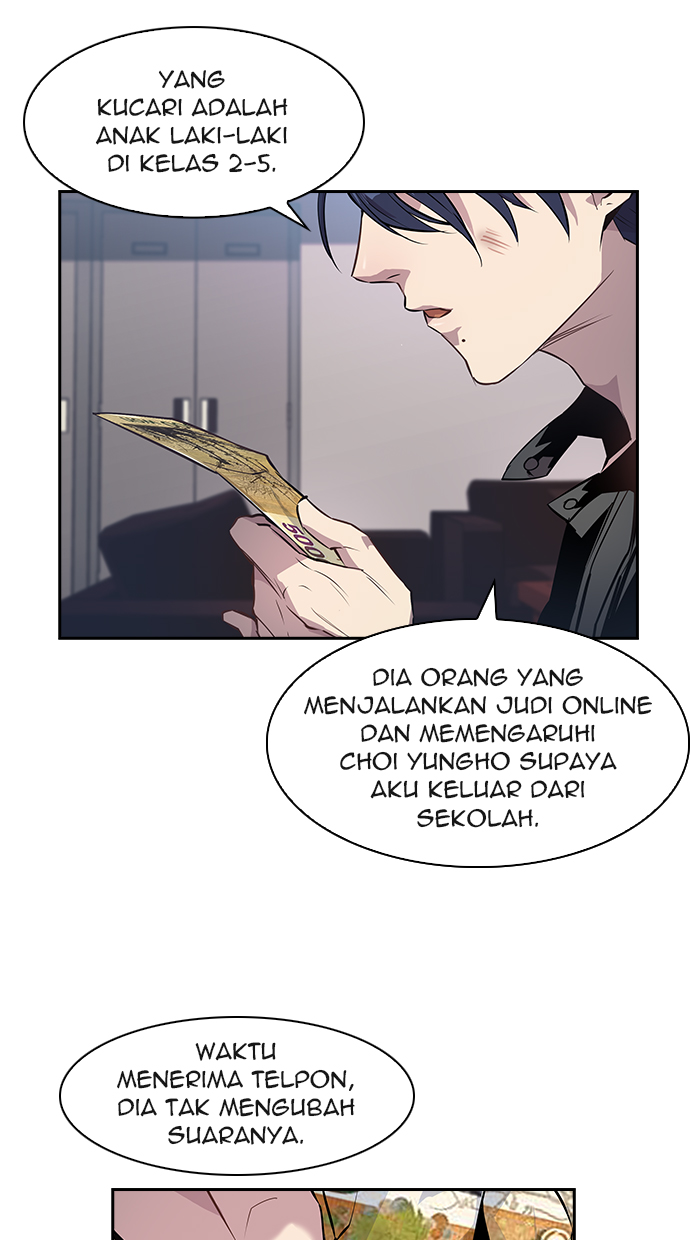 YANG
KUCARI ADALAH
ANAK LAKI-LAKI
DI KELAS 2-5.
500
DIA ORANG YANG
MENJALANKAN JUDI ONLINE
DAN MEMENGARUHI
CHOI YUNGHO SUPAYA
AKU KELUAR DARI
SEKOLAH.
WAKTU
MENERIMA TELPON,
DIA TAK MENGUBAH
SUARANYA.